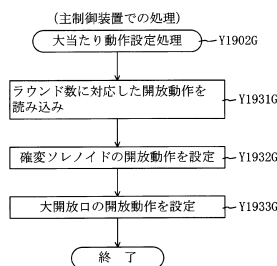 (主制御装置での処理)
大当たり動作設定処理
Y1902G
ラウンド数に対応した開放動作を
読み込み
Y1931G
確変ソレノイドの開放動作を設定
Y1932G
大開放口の開放動作を設定
Y1933G
終 了